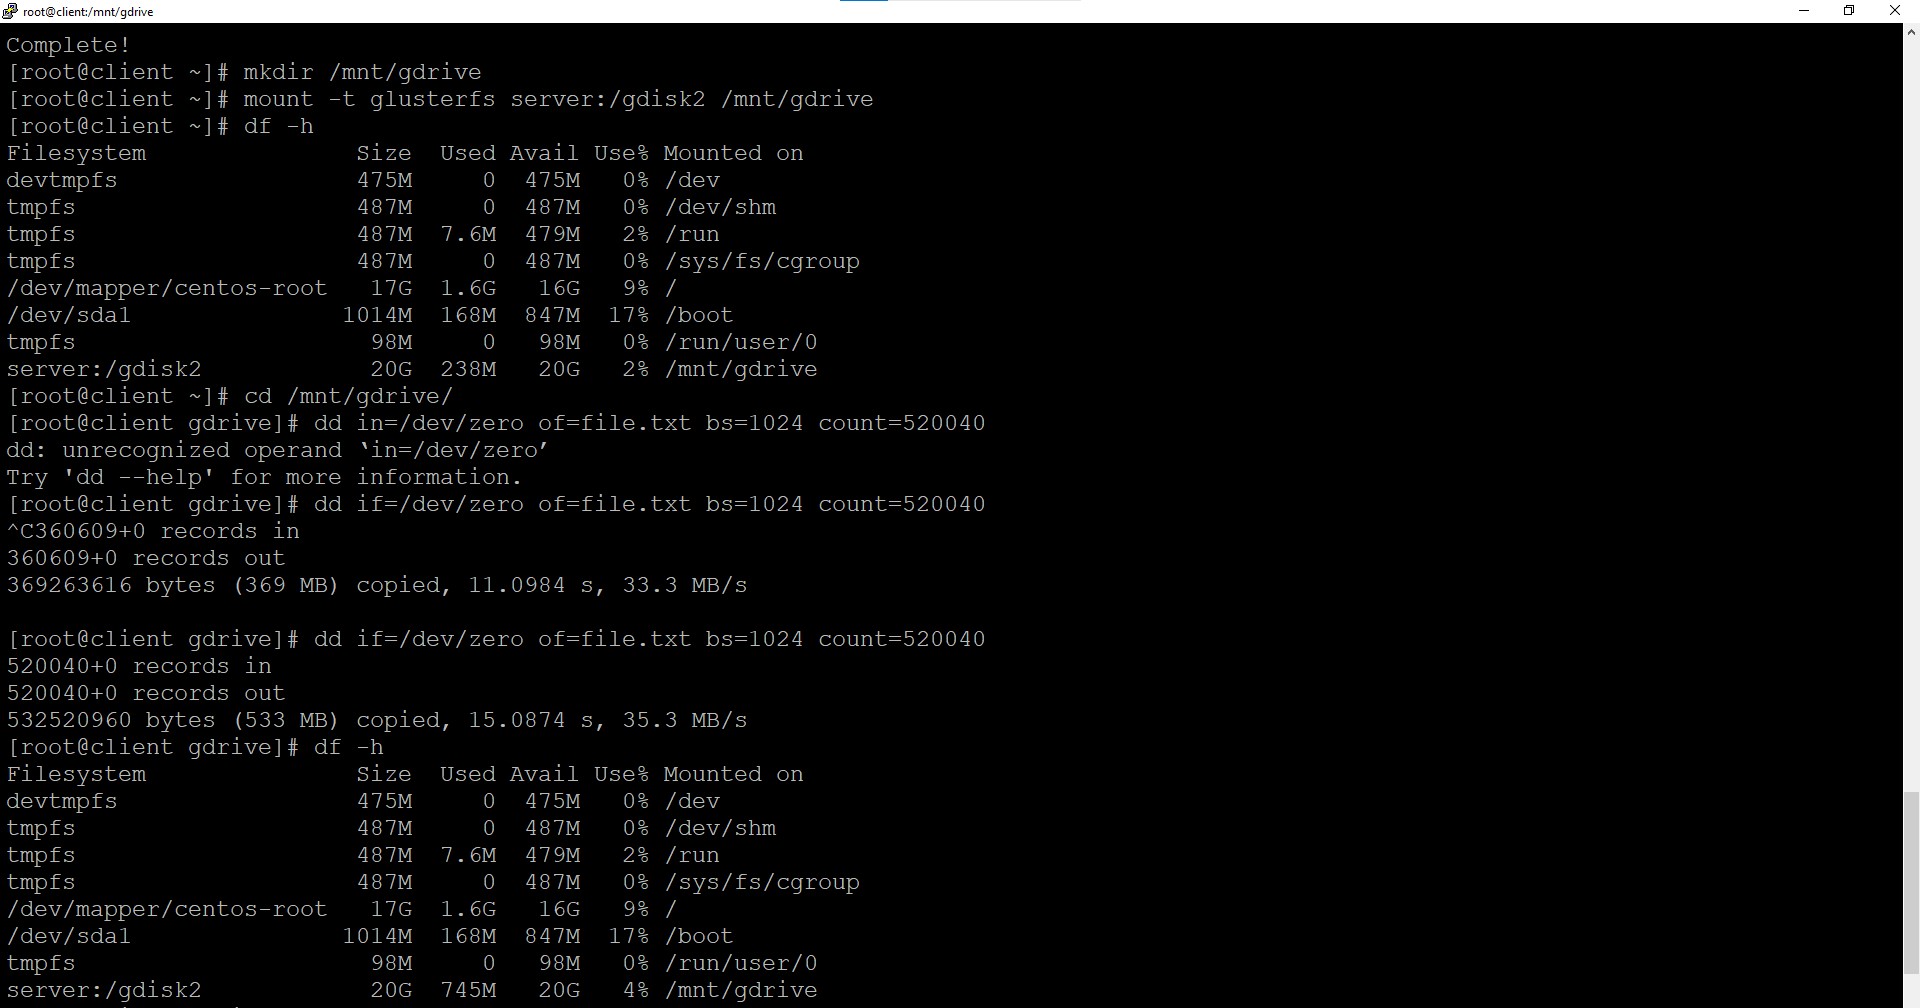 root@client:/mnt/gdrive
Complete!
[root@client ~]# mkdir /mnt/gdrive
[root@client ~]# mount -t glusterfs server:/gdisk2 /mnt/gdrive
[root@client ~]# df -h
Filesystem               Size  Used Avail Use% Mounted on
devtmpfs                 475M     0  475M   0% /dev
tmpfs                    487M     0  487M   0% /dev/shm
tmpfs                    487M  7.6M  479M   2% /run
tmpfs                    487M     0  487M   0% /sys/fs/cgroup
/dev/mapper/centos-root   17G  1.6G   16G   9% /
/dev/sda1               1014M  168M  847M  17% /boot
tmpfs                     98M     0   98M   0% /run/user/0
server:/gdisk2            20G  238M   20G   2% /mnt/gdrive
[root@client ~]# cd /mnt/gdrive/
[root@client gdrive]# dd in=/dev/zero of=file.txt bs=1024 count=520040
dd: unrecognized operand ‘in=/dev/zero’
Try 'dd --help' for more information.
[root@client gdrive]# dd if=/dev/zero of=file.txt bs=1024 count=520040
^C360609+0 records in
360609+0 records out
369263616 bytes (369 MB) copied, 11.0984 s, 33.3 MB/s
[root@client gdrive]# dd if=/dev/zero of=file.txt bs=1024 count=520040
520040+0 records in
520040+0 records out
532520960 bytes (533 MB) copied, 15.0874 s, 35.3 MB/s
[root@client gdrive]# df -h
Filesystem               Size  Used Avail Use% Mounted on
devtmpfs                 475M     0  475M   0% /dev
tmpfs                    487M     0  487M   0% /dev/shm
tmpfs                    487M  7.6M  479M   2% /run
tmpfs                    487M     0  487M   0% /sys/fs/cgroup
/dev/mapper/centos-root   17G  1.6G   16G   9% /
/dev/sda1               1014M  168M  847M  17% /boot
tmpfs                     98M     0   98M   0% /run/user/0
server:/gdisk2            20G  745M   20G   4% /mnt/gdrive